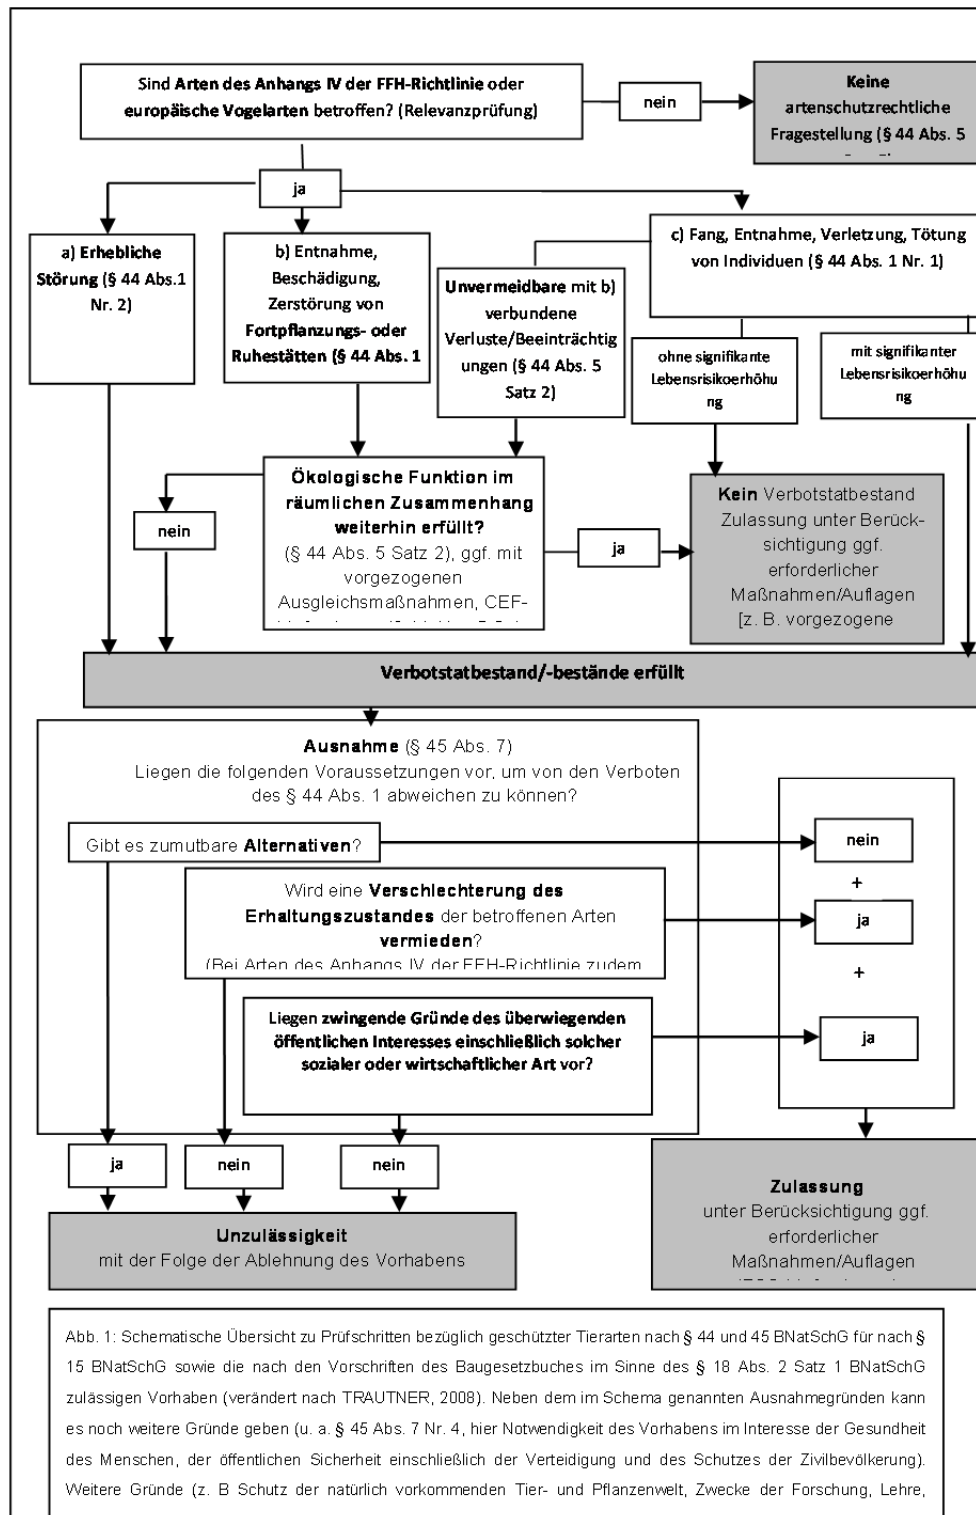 Sind Arten des Anhangs IV der FFH-Richtlinie oder
europäische Vogelarten betroffen? (Relevanzprüfung)
nein
Keine
artenschutzrechtliche
Fragestellung (§ 44 Abs. 5
ja
a) Erhebliche
Störung (§ 44 Abs.1
Nr. 2)
b) Entnahme,
Beschädigung,
Zerstörung von
Fortpflanzungs- oder
Ruhestätten (§ 44 Abs. 1
Unvermeidbare mit b)
verbundene
Verluste/Beeinträchtig
ungen (§ 44 Abs. 5
Satz 2)
c) Fang, Entnahme, Verletzung, Tötung
von Individuen (§ 44 Abs. 1 Nr. 1)
ohne signifikante
Lebensrisikoerhöhu
ng
mit signifikanter
Lebensrisikoerhöhu
ng
nein
Ökologische Funktion im
räumlichen Zusammenhang
weiterhin erfüllt?
(§ 44 Abs. 5 Satz 2), ggf. mit
vorgezogenen
Ausgleichsmaßnahmen, CEF-
ja
Kein Verbotstatbestand
Zulassung unter Berück-
sichtigung ggf.
erforderlicher
Maßnahmen/Auflagen
[z. B. vorgezogene
Verbotstatbestand/-bestände erfüllt
Ausnahme (§ 45 Abs. 7)
Liegen die folgenden Voraussetzungen vor, um von den Verboten
des § 44 Abs. 1 abweichen zu können?
Gibt es zumutbare Alternativen?
nein
+
Wird eine Verschlechterung des
Erhaltungszustandes der betroffenen Arten
vermieden?
(Bei Arten des Anhangs IV der FFH-Richtlinie zudem
ja
+
Liegen zwingende Gründe des überwiegenden
öffentlichen Interesses einschließlich solcher
sozialer oder wirtschaftlicher Art vor?
ja
ja
nein
nein
Unzulässigkeit
mit der Folge der Ablehnung des Vorhabens
Zulassung
unter Berücksichtigung ggf.
erforderlicher
Maßnahmen/Auflagen
Abb. 1: Schematische Übersicht zu Prüfschritten bezüglich geschützter Tierarten nach § 44 und 45 BNatSchG für nach §
15 BNatSchG sowie die nach den Vorschriften des Baugesetzbuches im Sinne des § 18 Abs. 2 Satz 1 BNatSchG
zulässigen Vorhaben (verändert nach TRAUTNER, 2008). Neben dem im Schema genannten Ausnahmegründen kann
es noch weitere Gründe geben (u. a. § 45 Abs. 7 Nr. 4, hier Notwendigkeit des Vorhabens im Interesse der Gesundheit
des Menschen, der öffentlichen Sicherheit einschließlich der Verteidigung und des Schutzes der Zivilbevölkerung).
Weitere Gründe (z. B Schutz der natürlich vorkommenden Tier- und Pflanzenwelt, Zwecke der Forschung, Lehre,